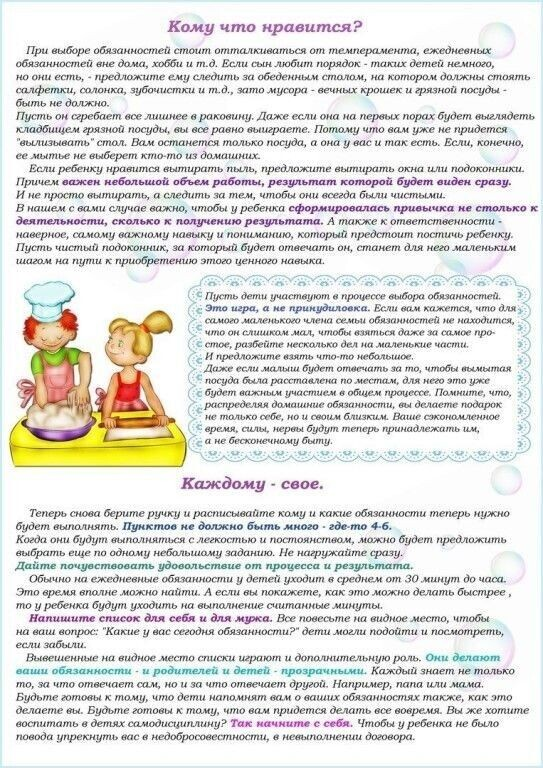 Кому что нравится?
При выборе обязанностей стоит отталкиваться от темперамента, ежедневных
обязанностей вне дома, хобби и т.д. Если сын любит порядок - таких детей немного,
но они есть, - предложите ему следить за обеденным столом, на котором должны стоять
салфетки, солонка, зубочистки и т.д., зато мусора - вечных крошек и грязной посуды -
быть не должно.
Пусть он сгребает все лишнее в раковину. Даже если она на первых порах будет выглядеть
кладбищем грязной посуды, вы все равно выиграете. Потому что вам уже не придется
"вылизывать" стол. Вам останется только посуда, а она у вас и так есть. Если, конечно,
ее мытье не выберет кто-то из домашних.
Если ребенку нравится вытирать пыль, предложите вытирать окна или подоконники.
Причем важен небольшой объем работы, результат которой будет виден сразу.
И не просто вытирать, а следить за тем, чтобы они всегда были чистыми.
В нашем с вами случае важно, чтобы у ребенка сформировалась привычка не столько к
деятельности, сколько к получению результата. А также к ответственности -
наверное, самому важному навыку и пониманию, который предстоит постичь ребенку.
Пусть чистый подоконник, за который будет отвечать он, станет для него маленьким
шагом на пути к приобретению этого ценного навыка.
Пусть дети участвуют в процессе выбора обязанностей.
Это игра, а не принудиловка. Если вам кажется, что для
самого маленького члена семьи обязанностей не находится,
что он слишком мал, чтобы взяться даже за самое про-
стое, разбейте несколько дел на маленькие части.
И предложите взять что-то небольшое.
Даже если малыш будет отвечать за то, чтобы вымытая
посуда была расставлена по местам, для него это уже
будет важным участием в общем процессе. Помните, что,
распределяя домашние обязанности, вы делаете подарок
не только себе, но и своим близким. Ваше сэкономленное
время, силы, нервы будут теперь принадлежать им,
а не бесконечному быту.
Каждому - свое.
Теперь снова берите ручку и расписывайте кому и какие обязанности теперь нужно
будет выполнять. Пунктов не должно быть много - где-то 4-6.
Когда они будут выполняться с легкостью и постоянством, можно будет предложить
выбрать еще по одному небольшому заданию. Не нагружайте сразу.
Дайте почувствовать удовольствие от процесса и результата.
Обычно на ежедневные обязанности у детей уходит в среднем от 30 минут до часа.
Это время вполне можно найти. А если вы покажете, как это можно делать быстрее ,
то у ребенка будут уходить на выполнение считанные минуты.
Напишите список для себя и для мужа. Все повесьте на видное место, чтобы
на ваш вопрос: "Какие у вас сегодня обязанности?" дети могли подойти и посмотреть,
если забыли.
Вывешенные на видное место списки играют и дополнительную роль. Они делают
ваши обязанности - и родителей и детей - прозрачными. Каждый знает не только
то, за что отвечает сам, но и за что отвечает другой. Например, папа или мама.
Будьте готовы к тому, что дети напомнят вам о ваших обязанностях также, как это
делаете вы. Будьте готовы к тому, что вам придется делать все вовремя. Вы же хотите
воспитать в детях самодисциплину? Так начните с себя. Чтобы у ребенка не было
повода упрекнуть вас в недобросовестности, в невыполнении договора.